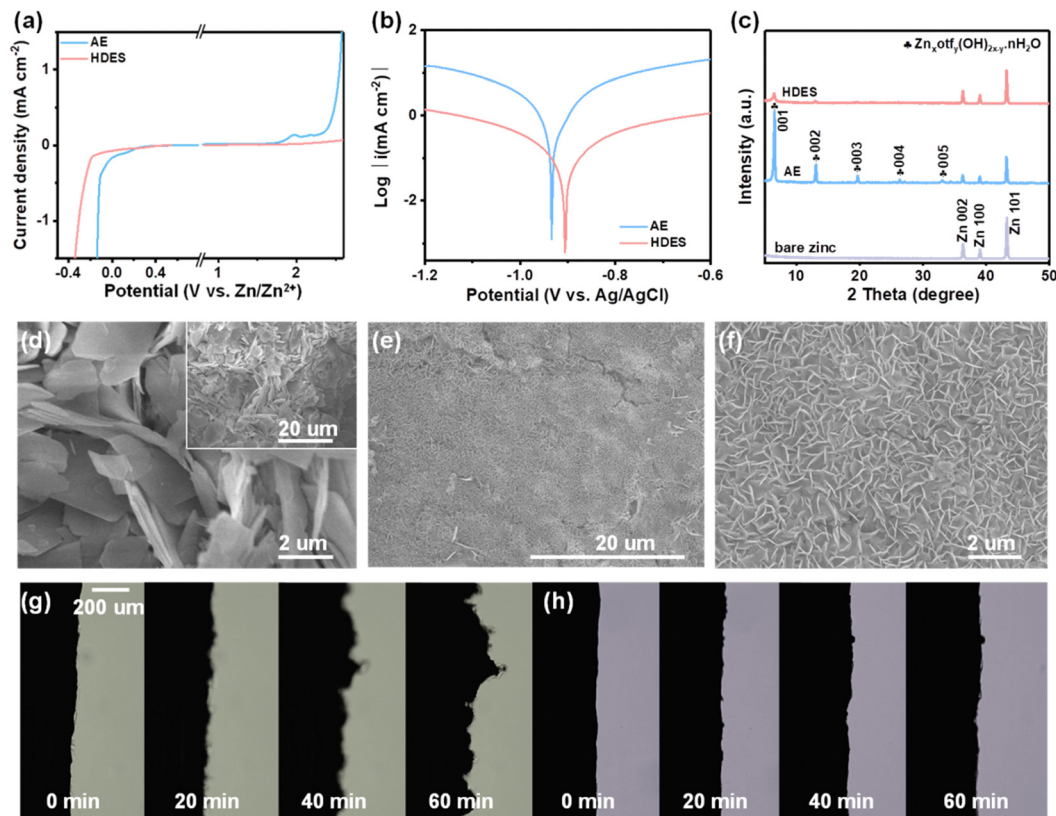 (a)
AE
HDES
Current density (mA cm⁻²)
1
0
-1
-0.4
0.0
0.4
1
2
Potential (V vs. Zn/Zn²⁺)
(b)
Log | i(mA cm⁻²) |
2
0
-2
AE
HDES
-1.2
-1.0
-0.8
-0.6
Potential (V vs. Ag/AgCl)
(c)
Intensity (a.u.)
♣ Znₓotfᵧ(OH)₂ₓ₋ᵧ.nH₂O
HDES
♣ 001
♣002
♣003
♣004
♣005
AE
Zn 002
Zn 100
Zn 101
bare zinc
10
20
30
40
50
2 Theta (degree)
(d)
20 um
2 um
(e)
20 um
(f)
2 um
(g)
200 um
0 min
20 min
40 min
60 min
(h)
0 min
20 min
40 min
60 min